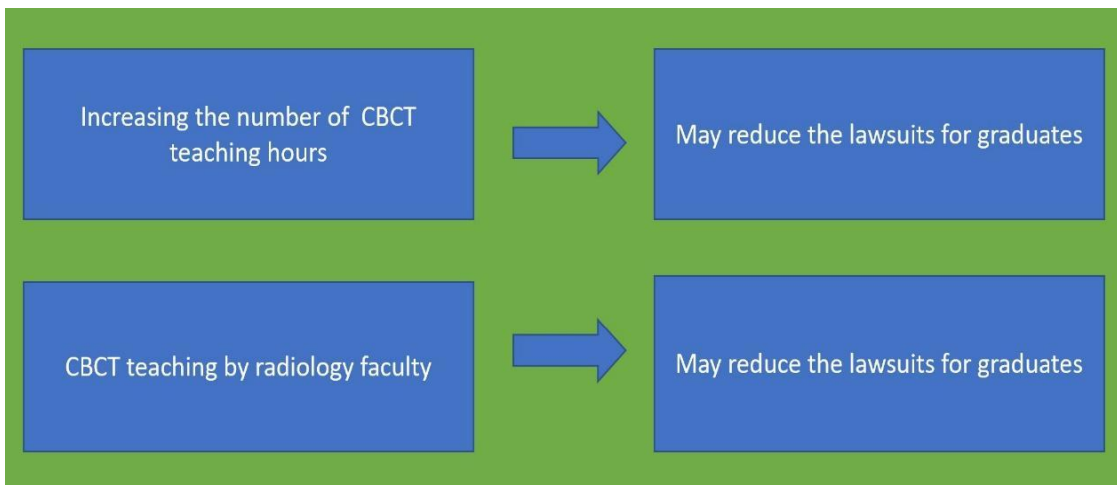 Increasing the number of CBCT
teaching hours
May reduce the lawsuits for graduates
CBCT teaching by radiology faculty
May reduce the lawsuits for graduates